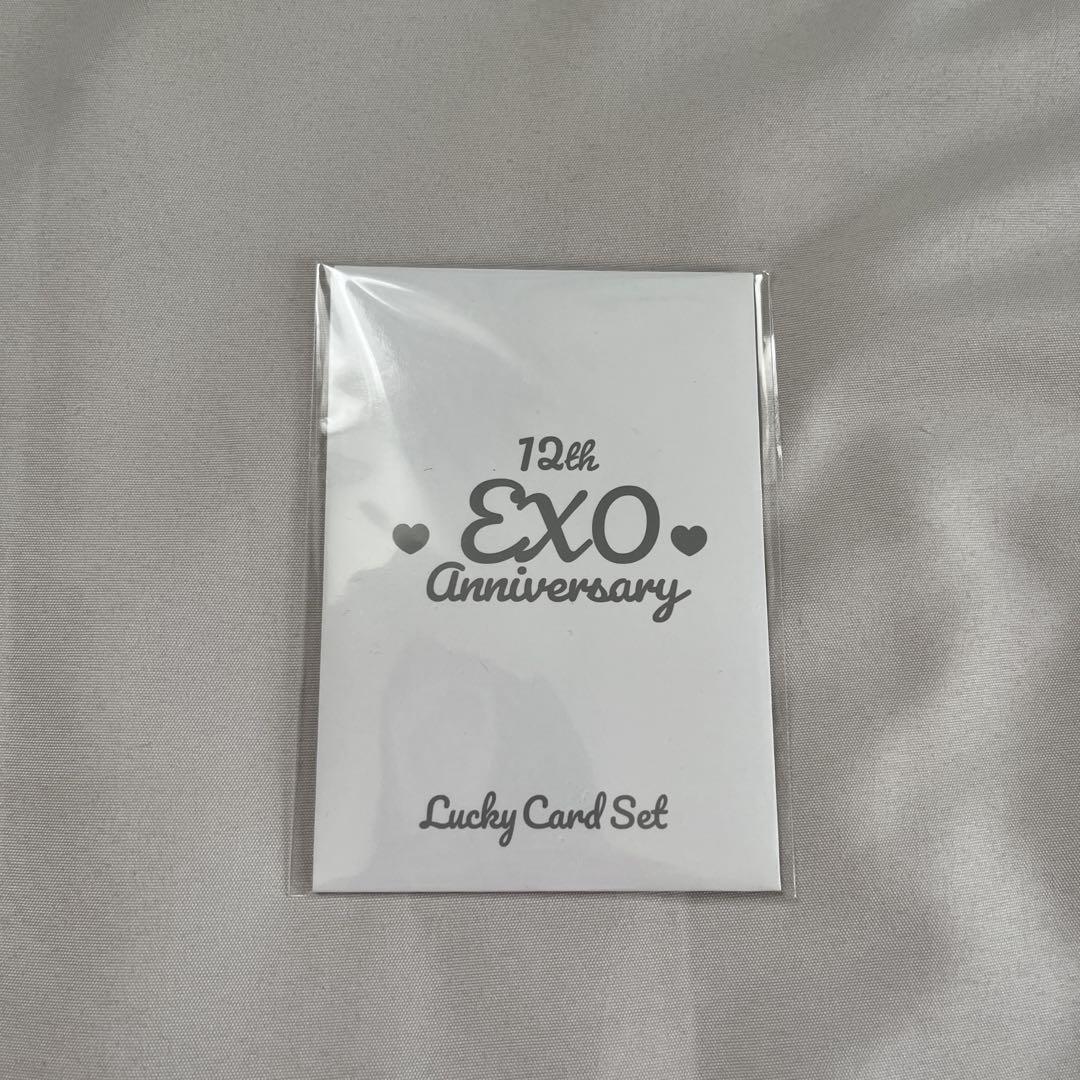 12th
♥ EXO ♥
Anniversary
Lucky Card Set